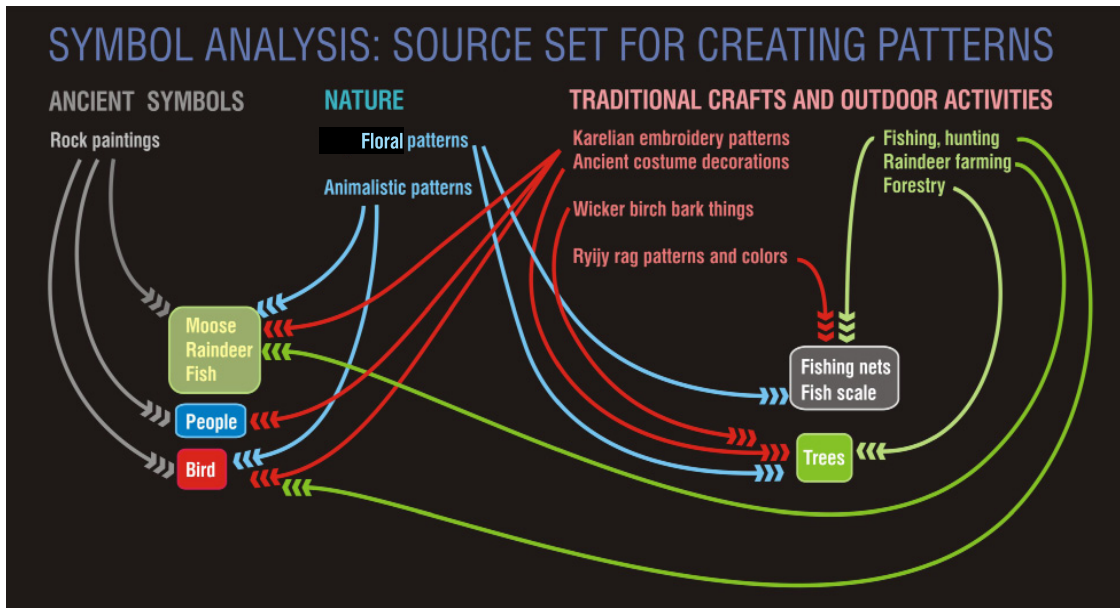 SYMBOL ANALYSIS: SOURCE SET FOR CREATING PATTERNS
ANCIENT SYMBOLS
Rock paintings
NATURE
Floral patterns
Animalistic patterns
TRADITIONAL CRAFTS AND OUTDOOR ACTIVITIES
Karelian embroidery patterns
Ancient costume decorations
Wicker birch bark things
Ryijy rag patterns and colors
Fishing, hunting
Raindeer farming
Forestry
Moose
Raindeer
Fish
People
Bird
Fishing nets
Fish scale
Trees